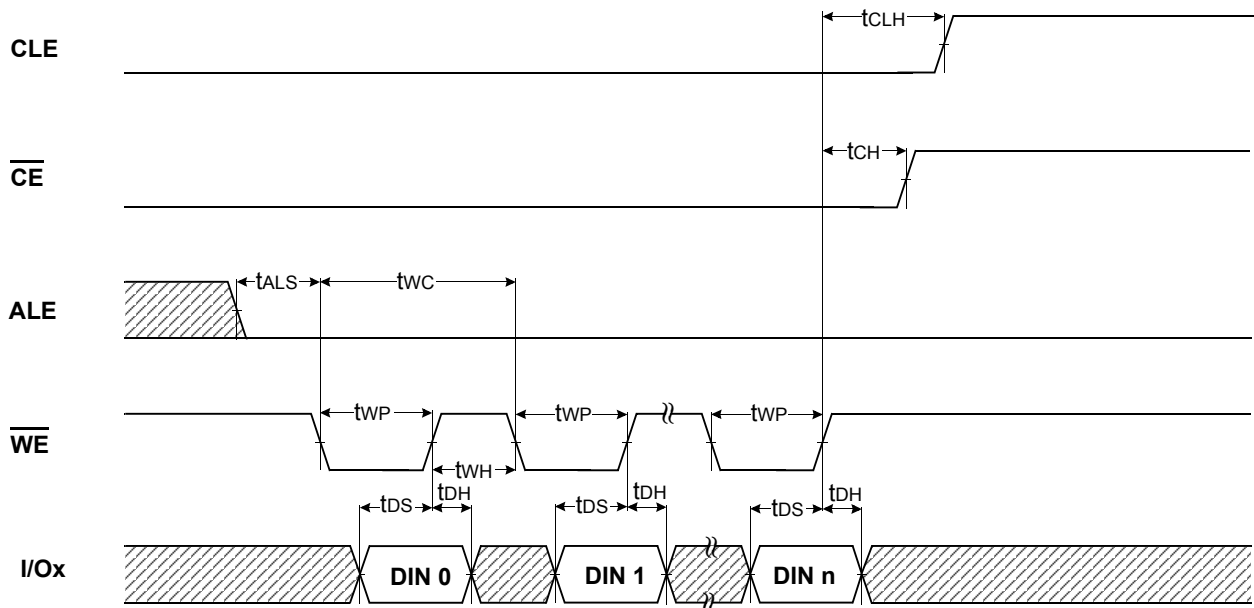 tCLH
CLE
tCH
CE
tALS
tWC
ALE
tWP
tWP
tWP
WE
tWH
tDS
tDH
tDS
tDH
tDS
tDH
I/Ox
DIN 0
DIN 1
DIN n